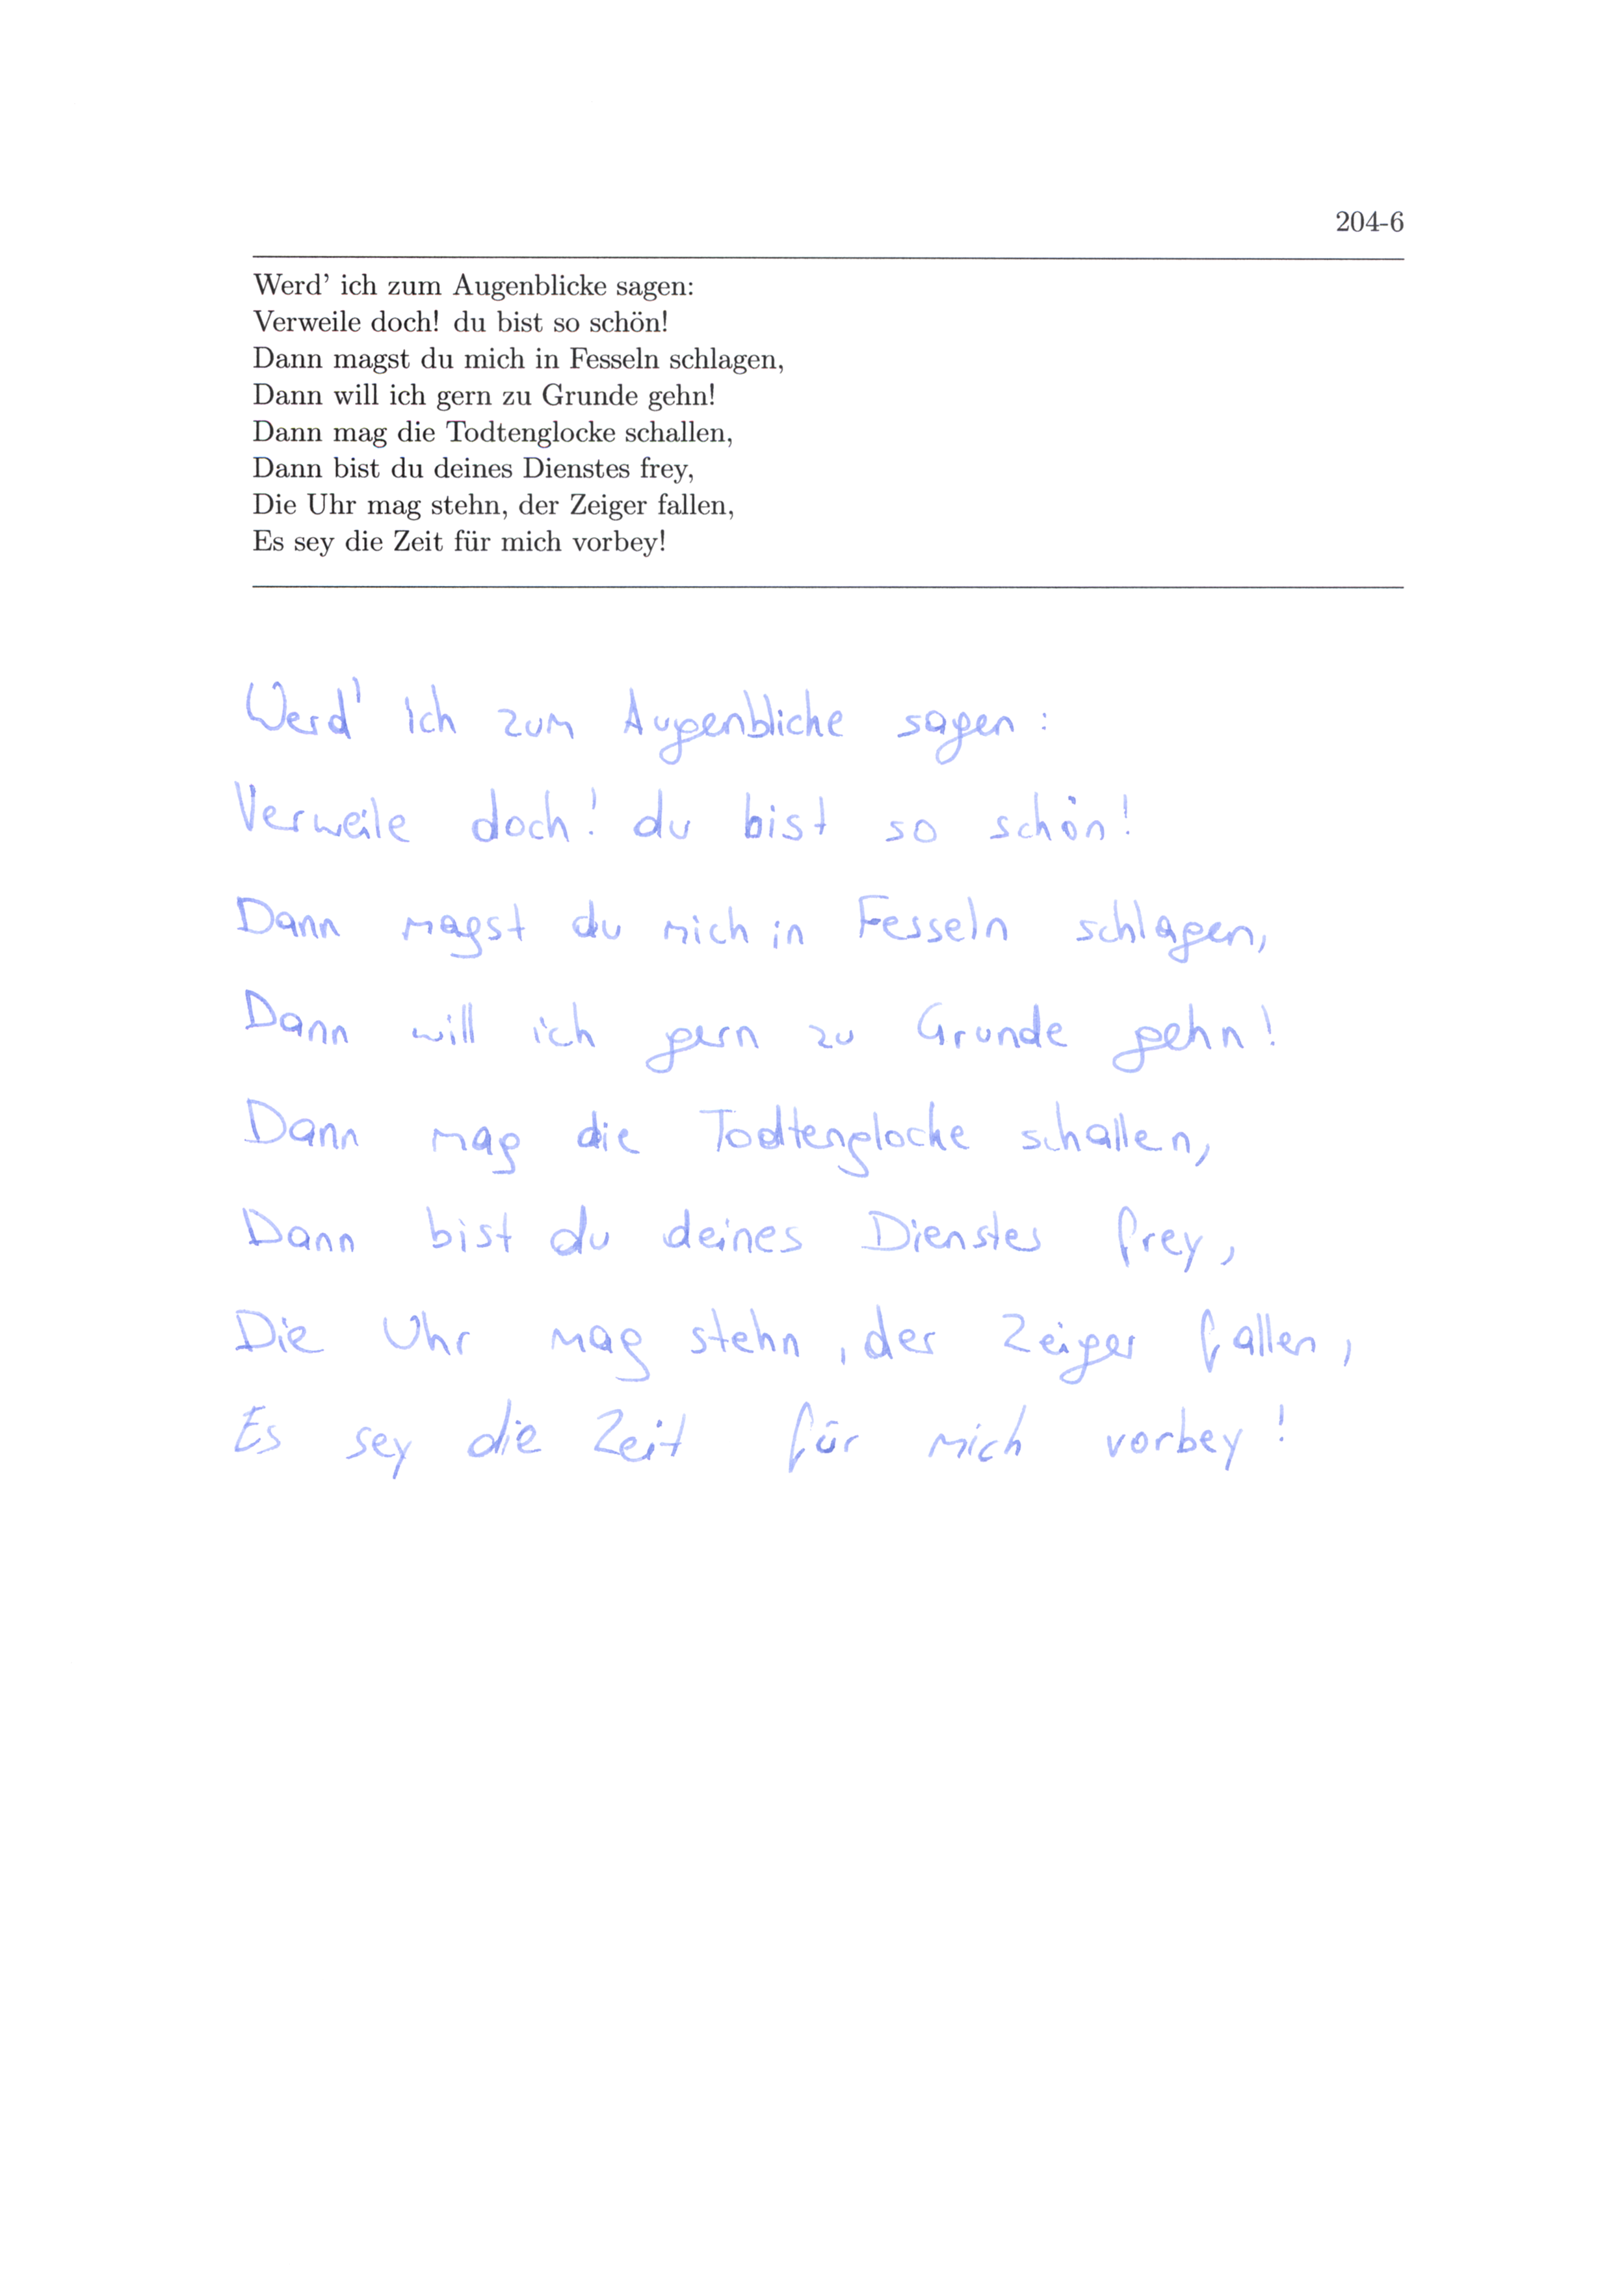 204-6
Werd' ich zum Augenblicke sagen:
Verweile doch! du bist so schön!
Dann magst du mich in Fesseln schlagen,
Dann will ich gern zu Grunde gehn!
Dann mag die Todtenglocke schallen,
Dann bist du deines Dienstes frey,
Die Uhr mag stehn, der Zeiger fallen,
Es sey die Zeit für mich vorbey!
Werd' ich zum Augenblicke sagen:
Verweile doch! du bist so schön!
Dann magst du mich in Fesseln schlagen,
Dann will ich gern zu Grunde gehn!
Dann mag die Todtenglocke schallen,
Dann bist du deines Dienstes frey,
Die Uhr mag stehn, der Zeiger fallen,
Es sey die Zeit für mich vorbey!